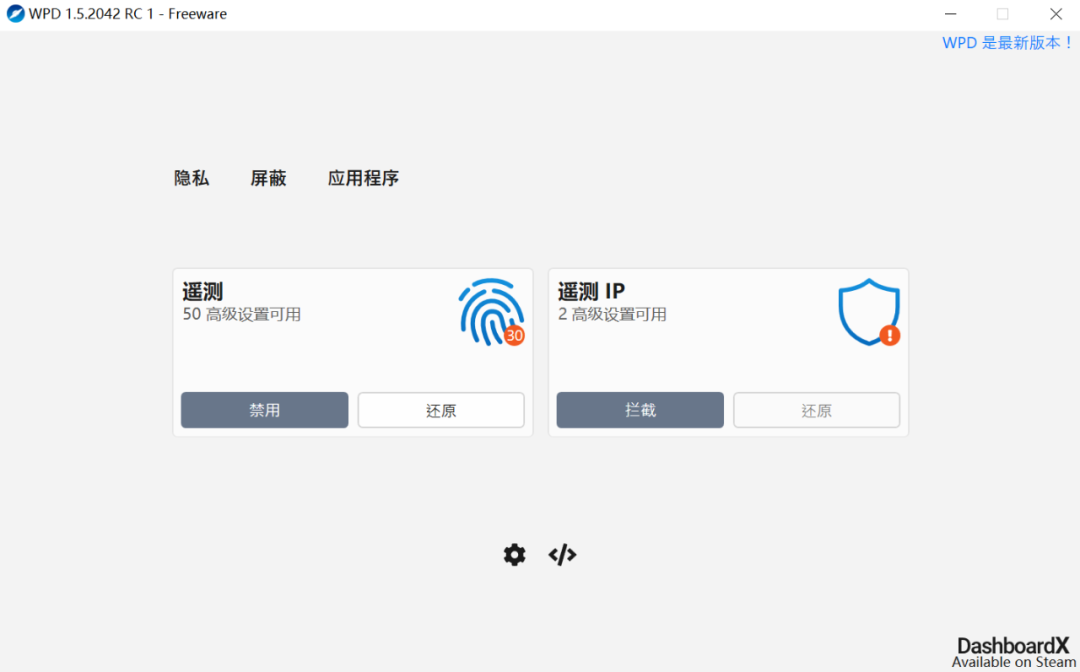 WPD 1.5.2042 RC 1 - Freeware
WPD 是最新版本！
隐私 屏蔽 应用程序
遥测
50 高级设置可用
30
禁用 还原
遥测 IP
2 高级设置可用
!
拦截 还原
</>
DashboardX
Available on Steam